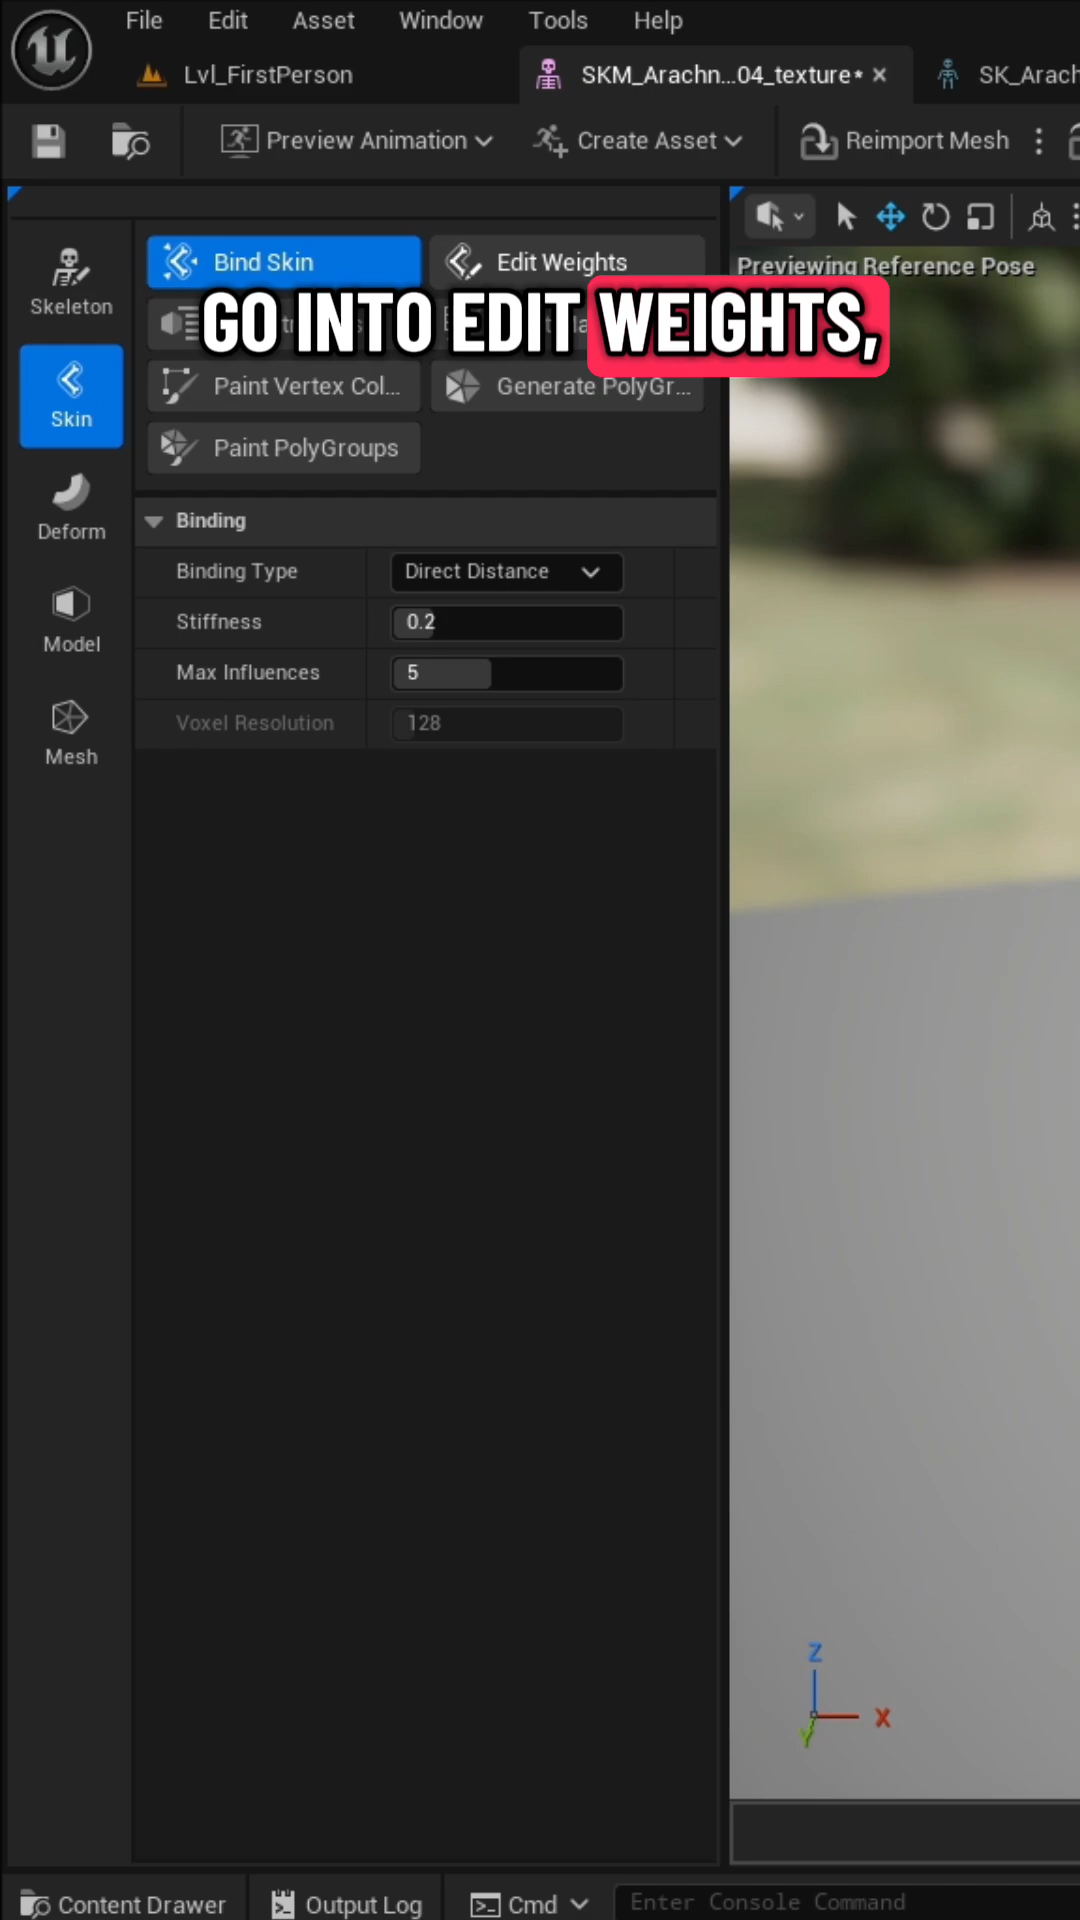 File Edit Asset Window Tools Help
Lvl_FirstPerson
SKM_Arachn...04_texture*
SK_Arach
Preview Animation
Create Asset
Reimport Mesh
Skeleton
Skin
Deform
Model
Mesh
Bind Skin
Edit Weights
GO INTO EDIT WEIGHTS,
Paint Vertex Col...
Generate PolyGr...
Paint PolyGroups
Previewing Reference Pose
Binding
Binding Type Direct Distance
Stiffness 0.2
Max Influences 5
Voxel Resolution 128
Z
X
Y
Content Drawer
Output Log
Cmd
Enter Console Command